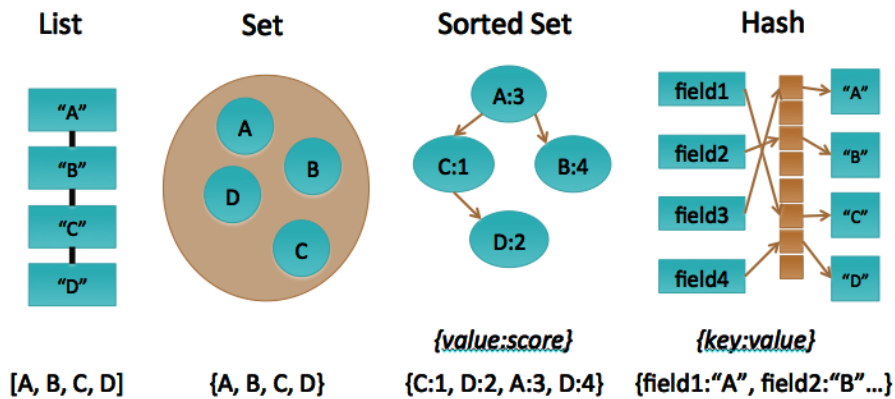 List
Set
Sorted Set
Hash
“A”
“B”
“C”
“D”
A
B
D
C
A:3
C:1
B:4
D:2
field1
field2
field3
field4
“A”
“B”
“C”
“D”
{value:score}
{key:value}
[A, B, C, D]
{A, B, C, D}
{C:1, D:2, A:3, D:4}
{field1:“A”, field2:“B”…}